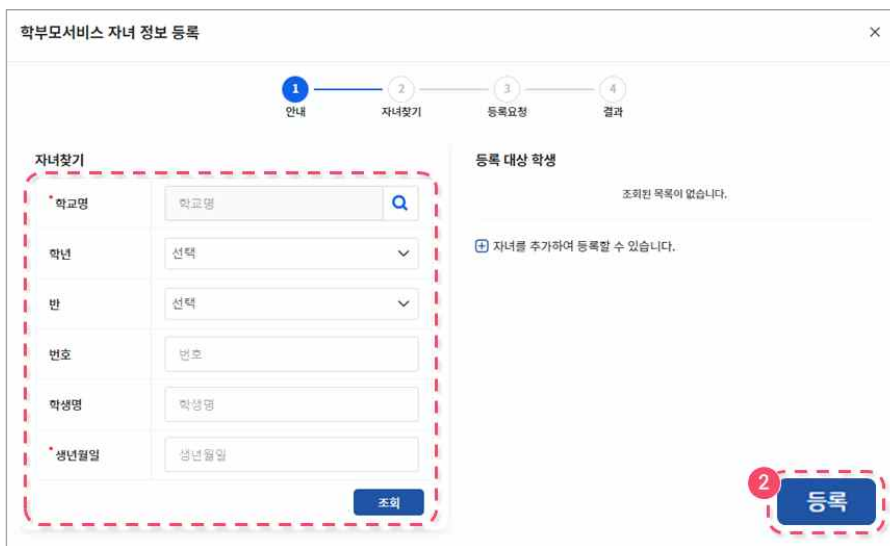 학부모서비스 자녀 정보 등록
1 2 3 4
안내 자녀찾기 등록요청 결과
자녀찾기
* 학교명 학교명
학년 선택
반 선택
번호 번호
학생명 학생명
* 생년월일 생년월일
조회
등록 대상 학생
조회된 목록이 없습니다.
자녀를 추가하여 등록할 수 있습니다.
2
등록